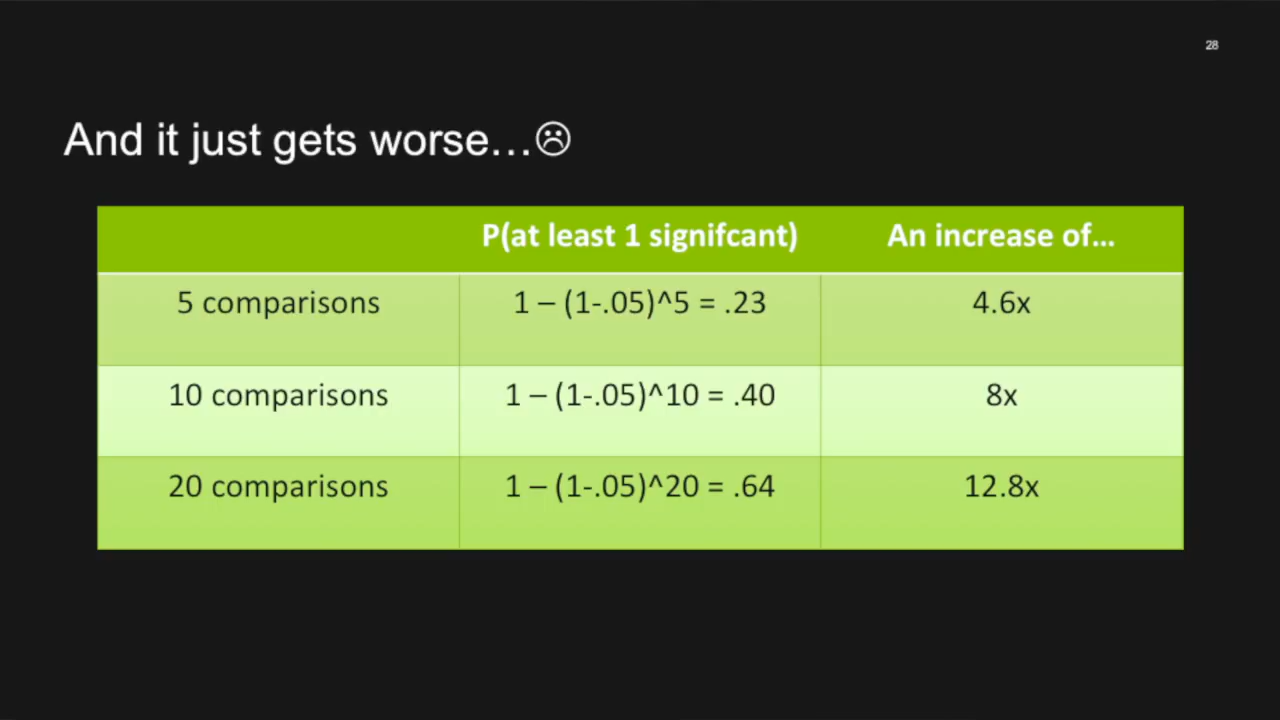 28
And it just gets worse…☹
P(at least 1 signifcant) An increase of…
5 comparisons 1 – (1-.05)^5 = .23 4.6x
10 comparisons 1 – (1-.05)^10 = .40 8x
20 comparisons 1 – (1-.05)^20 = .64 12.8x